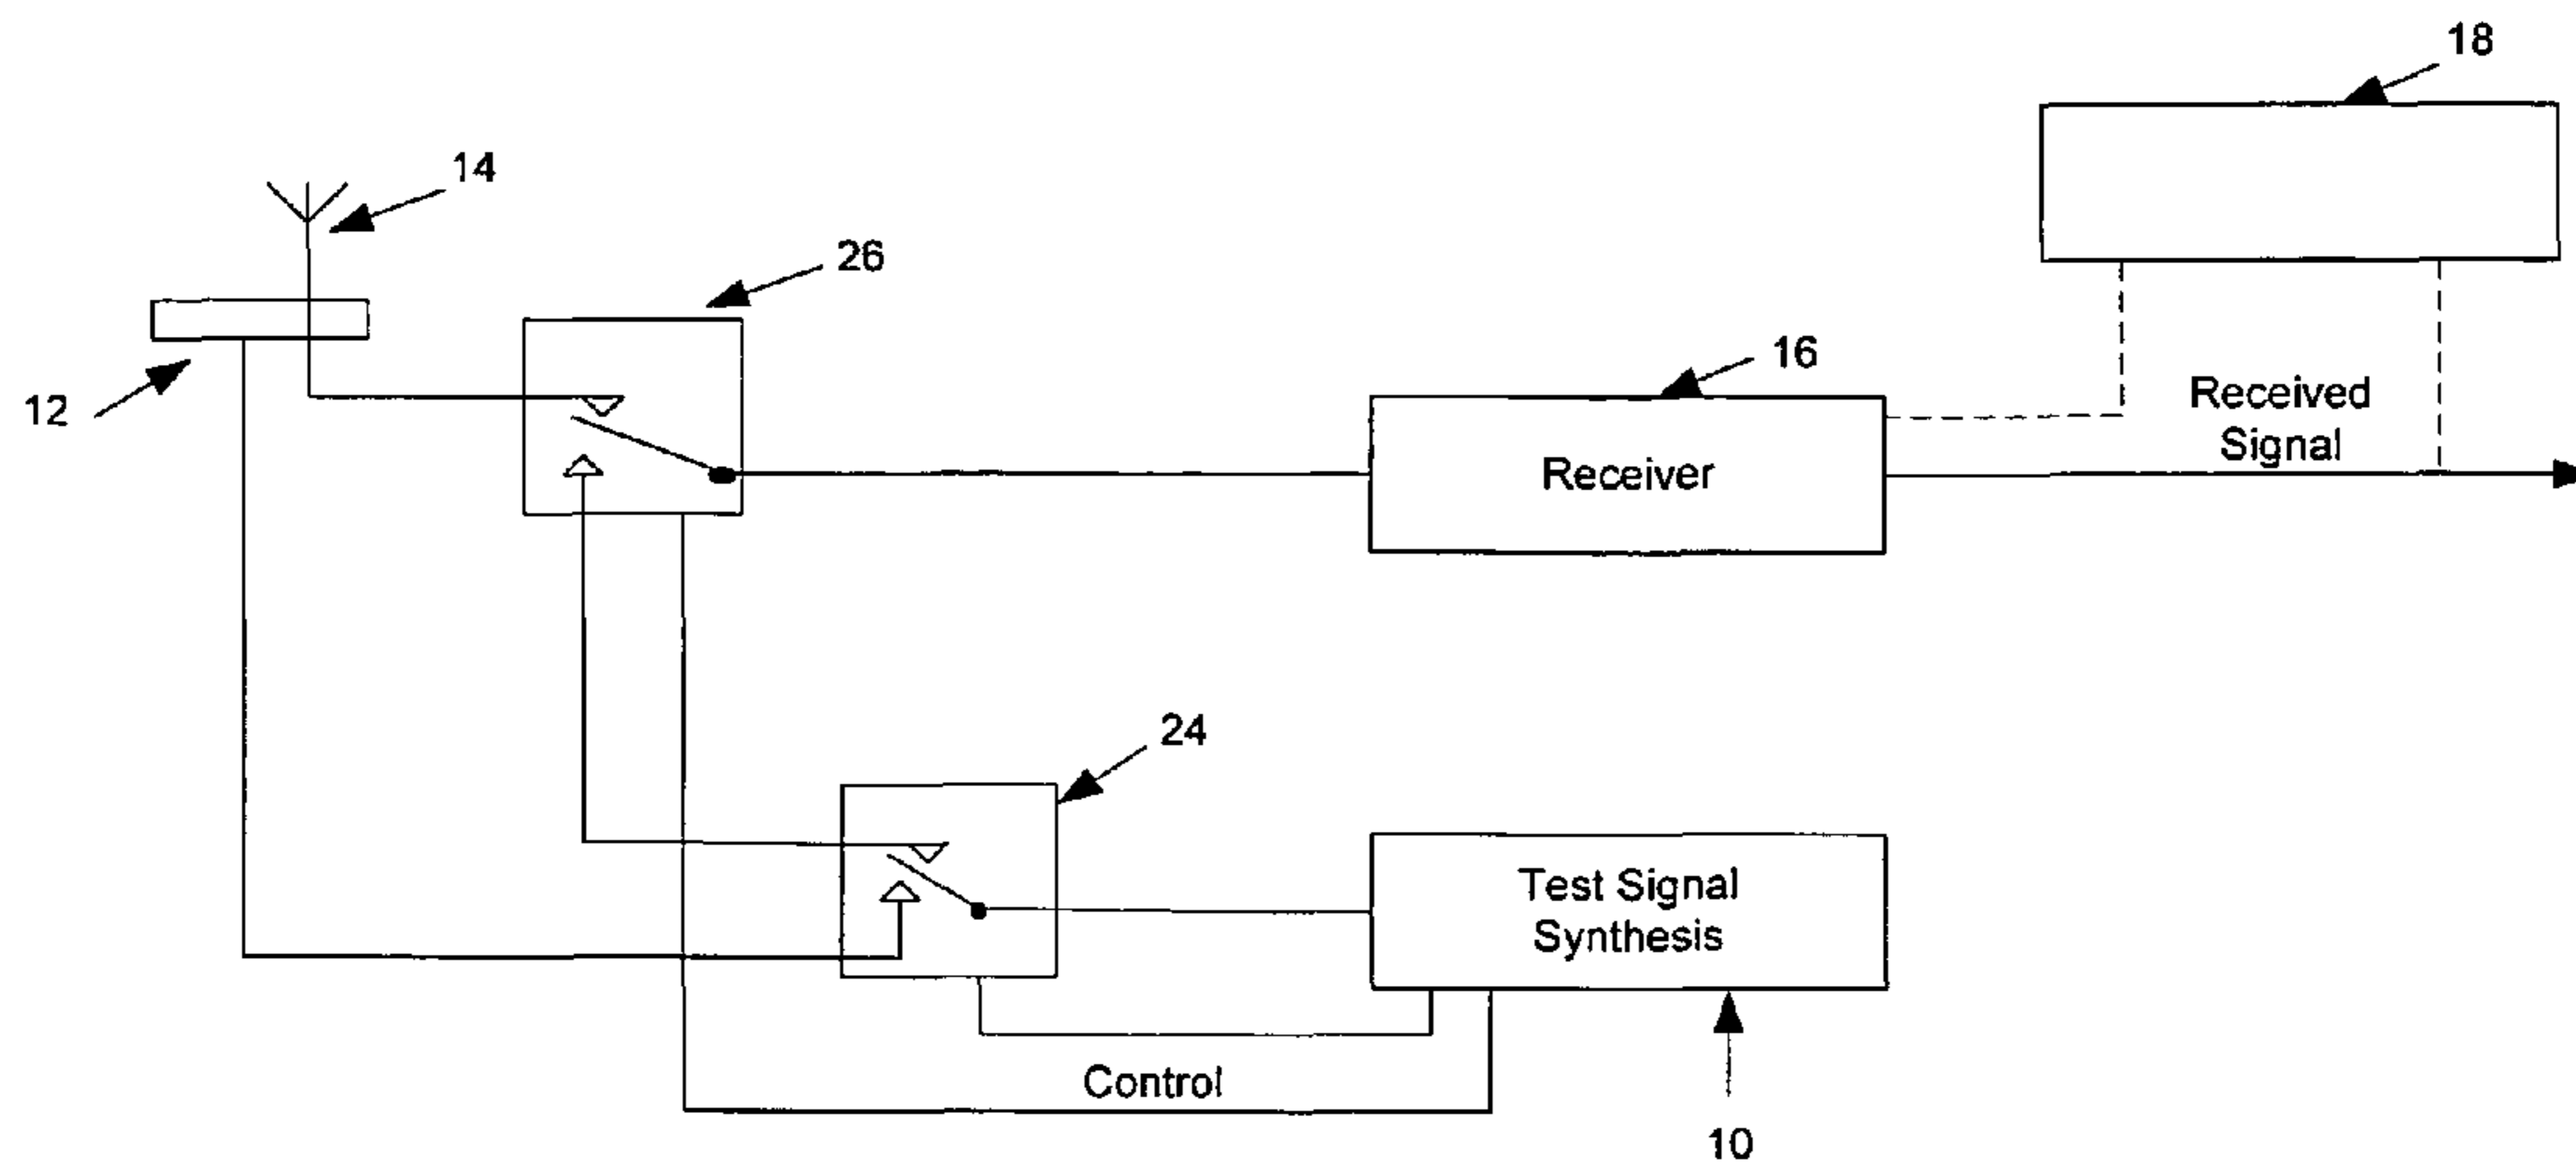 18
14
26
16
12
Received
Signal
Receiver
24
Test Signal
Synthesis
Control
10